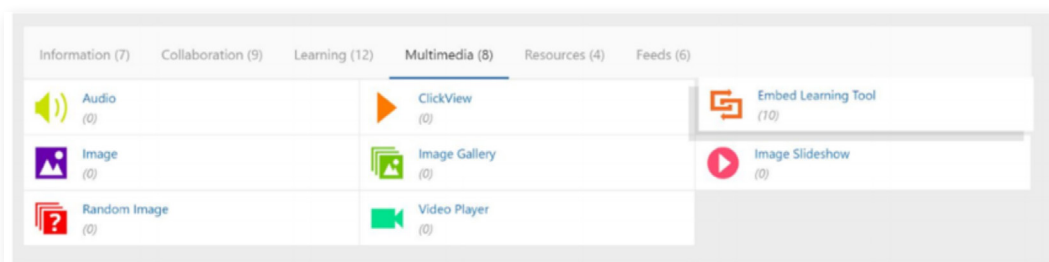 Information (7) Collaboration (9) Learning (12) Multimedia (8) Resources (4) Feeds (6)
Audio
(0)
ClickView
(0)
Embed Learning Tool
(10)
Image
(0)
Image Gallery
(0)
Image Slideshow
(0)
Random Image
(0)
Video Player
(0)